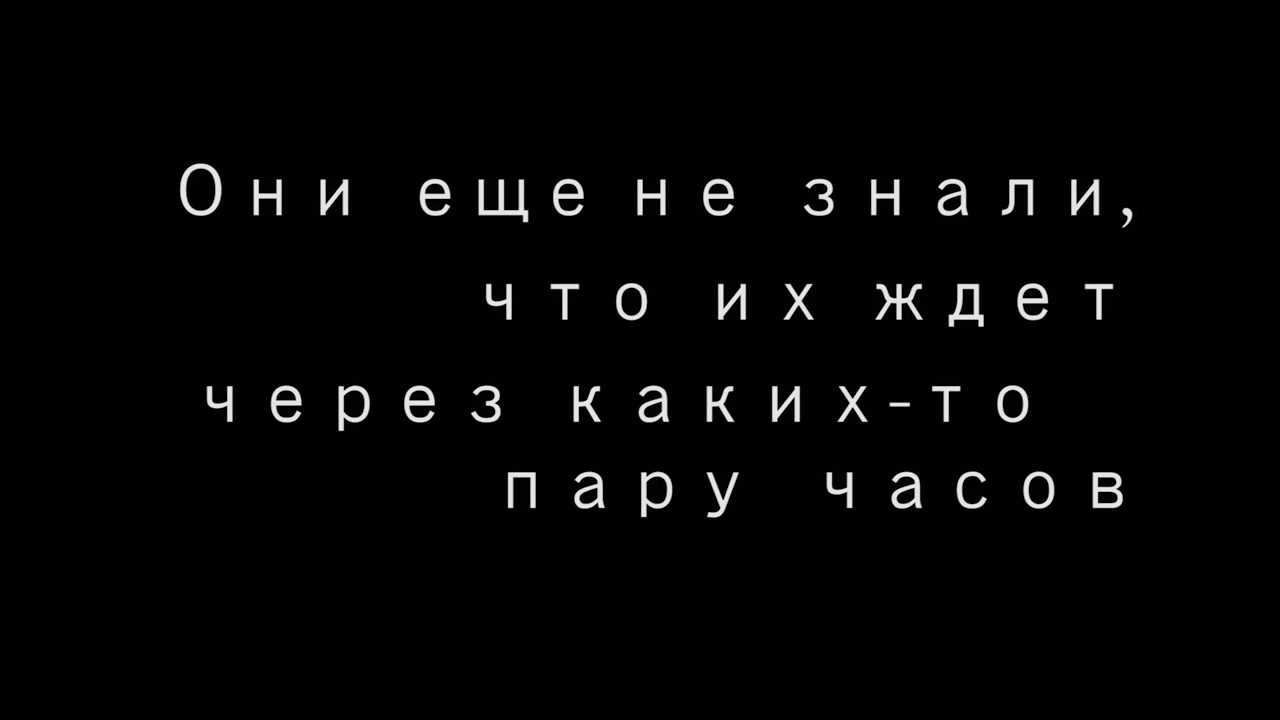 Они еще не знали,
что их ждет
через каких-то
пару часов